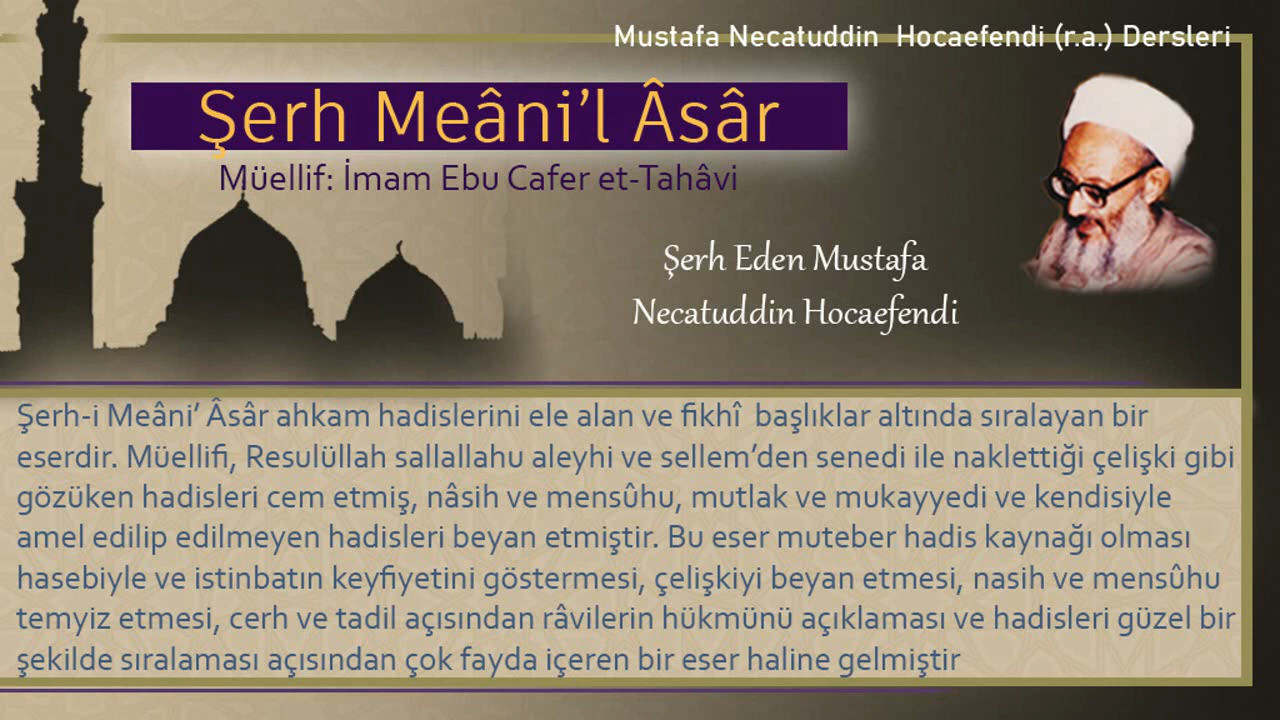 Mustafa Necatuddin Hocaefendi (r.a.) Dersleri
Şerh Meâni’l Âsâr
Müellif: İmam Ebu Cafer et-Tahâvi
Şerh Eden Mustafa
Necatuddin Hocaefendi
Şerh-i Meâni’ Âsâr ahkam hadislerini ele alan ve fikhî başlıklar altında sıralayan bir
eserdir. Müellifi, Resulüllah sallallahu aleyhi ve sellem’den senedi ile naklettiği çelişki gibi
gözüken hadisleri cem etmiş, nâsih ve mensûhu, mutlak ve mukayyedi ve kendisiyle
amel edilip edilmeyen hadisleri beyan etmiştir. Bu eser muteber hadis kaynağı olması
hasebiyle ve istinbatın keyfiyetini göstermesi, çelişkiyi beyan etmesi, nasih ve mensûhu
temyiz etmesi, cerh ve tadil açısından râvilerin hükmünü açıklaması ve hadisleri güzel bir
şekilde sıralaması açısından çok fayda içeren bir eser haline gelmiştir